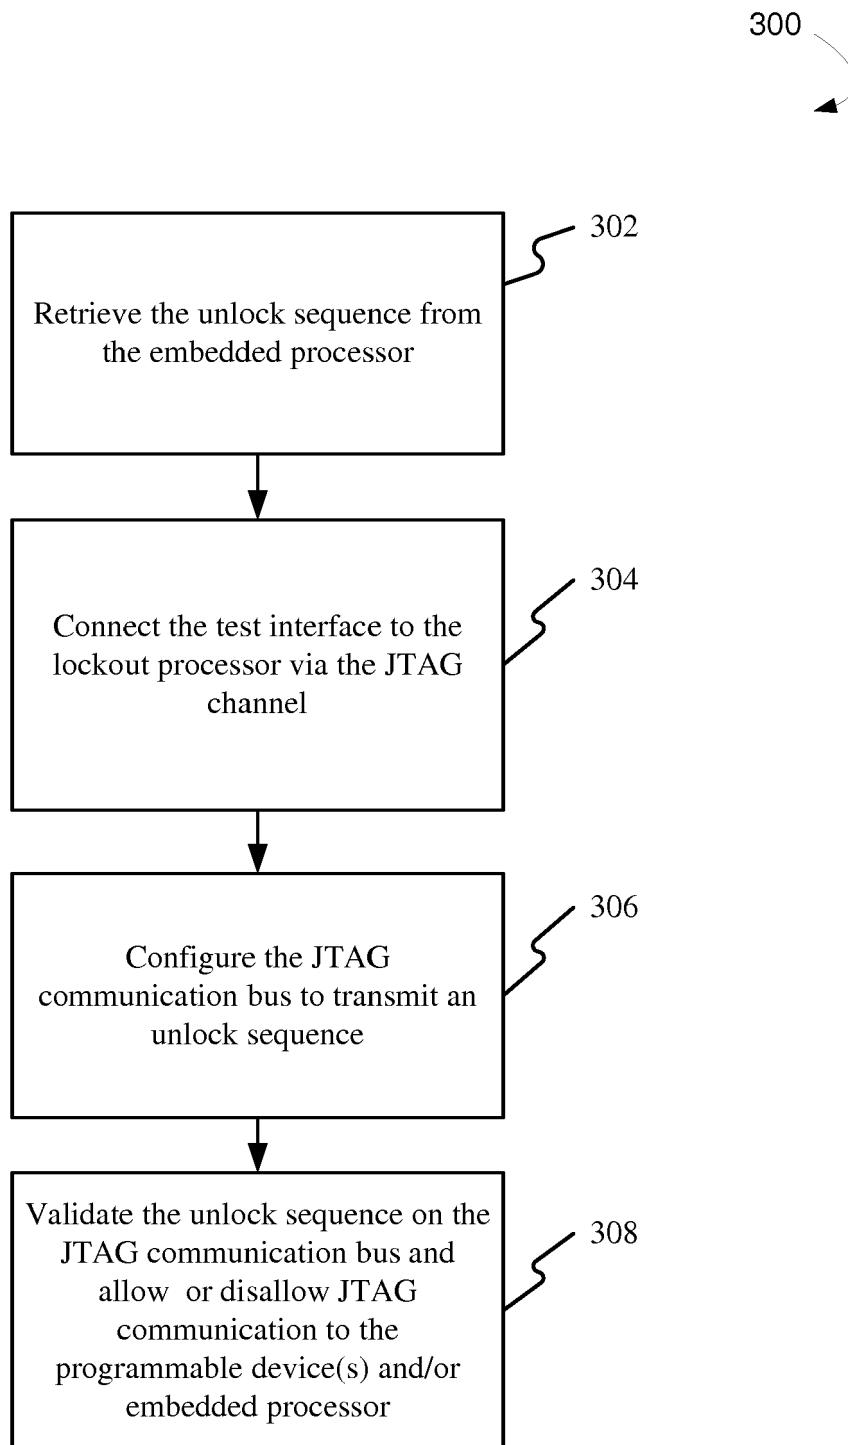 300
302
Retrieve the unlock sequence from
the embedded processor
304
Connect the test interface to the
lockout processor via the JTAG
channel
306
Configure the JTAG
communication bus to transmit an
unlock sequence
308
Validate the unlock sequence on the
JTAG communication bus and
allow or disallow JTAG
communication to the
programmable device(s) and/or
embedded processor